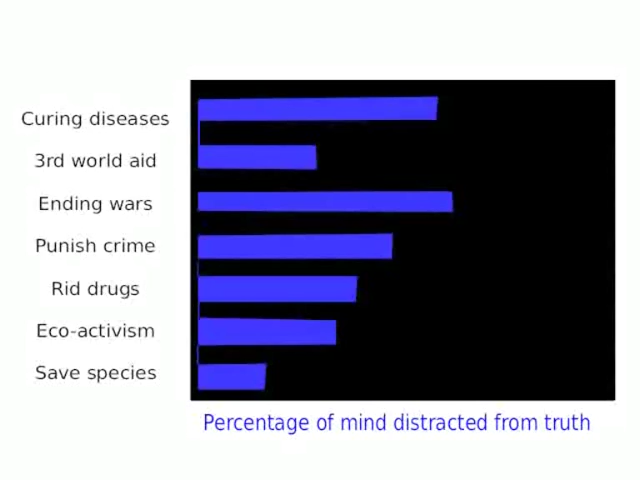 Curing diseases
3rd world aid
Ending wars
Punish crime
Rid drugs
Eco-activism
Save species
Percentage of mind distracted from truth